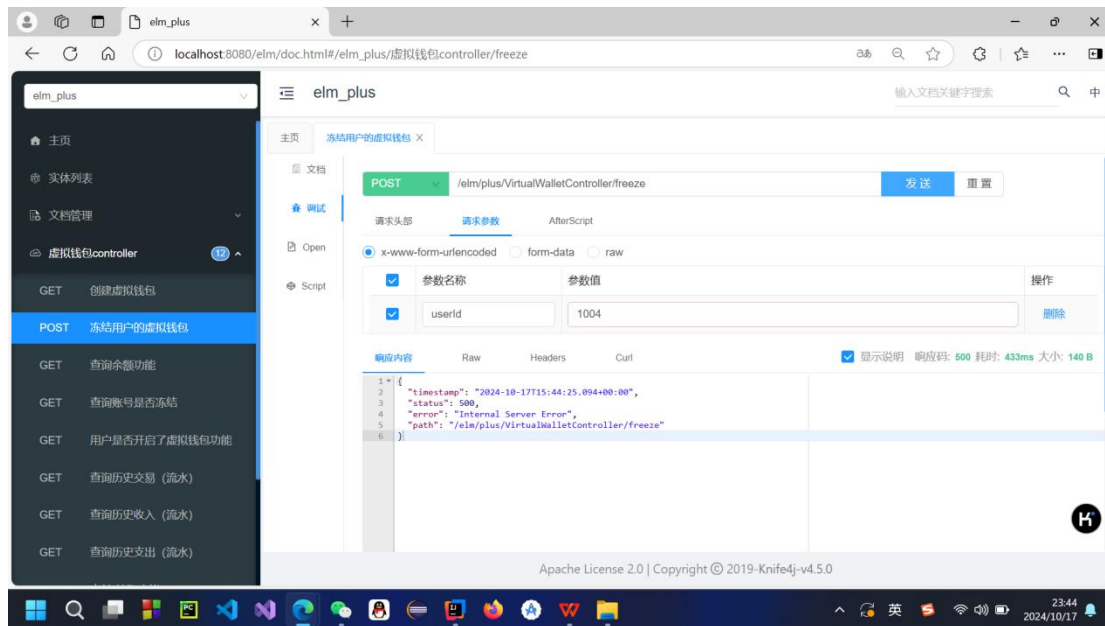 elm_plus
localhost:8080/elm/doc.html#/elm_plus/虚拟钱包controller/freeze
elm_plus
elm_plus
输入文档关键字搜索
中
主页
实体列表
文档管理
虚拟钱包controller
12
GET 创建虚拟钱包
POST 冻结用户的虚拟钱包
GET 查询余额功能
GET 查询账号是否冻结
GET 用户是否开启了虚拟钱包功能
GET 查询历史交易（流水）
GET 查询历史收入（流水）
GET 查询历史支出（流水）
主页 冻结用户的虚拟钱包
文档
调试
Open
Script
POST /elm/plus/VirtualWalletController/freeze 发送 重置
请求头部 请求参数 AfterScript
x-www-form-urlencoded form-data raw
参数名称 参数值 操作
userId 1004 删除
响应内容 Raw Headers Curl 显示说明 响应码: 500 耗时: 433ms 大小: 140 B
1 {
2 "timestamp": "2024-10-17T15:44:25.094+00:00",
3 "status": 500,
4 "error": "Internal Server Error",
5 "path": "/elm/plus/VirtualWalletController/freeze"
6 }
Apache License 2.0 | Copyright © 2019-Knife4j-v4.5.0
英
23:44
2024/10/17